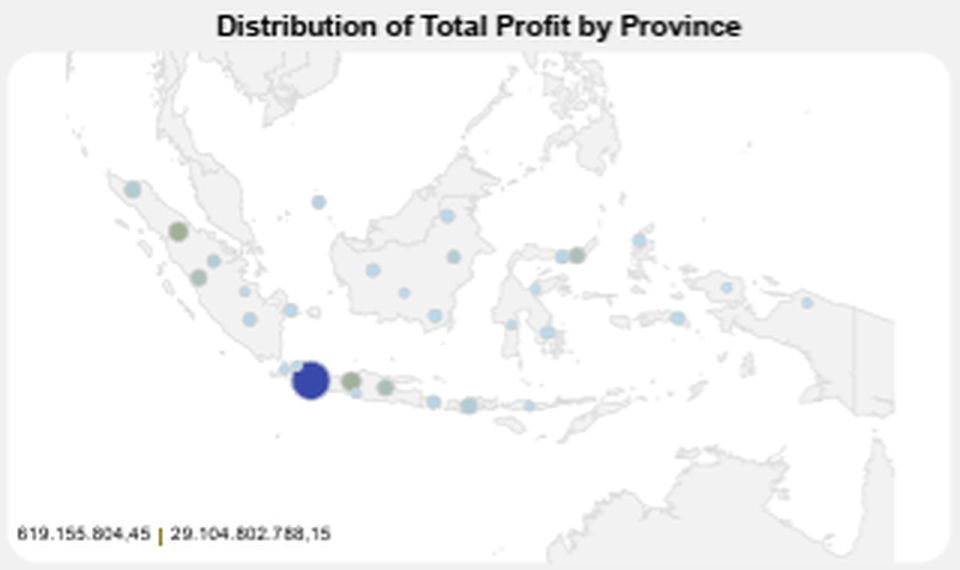 Distribution of Total Profit by Province
619.155.804,45 | 29.104.802.788,15